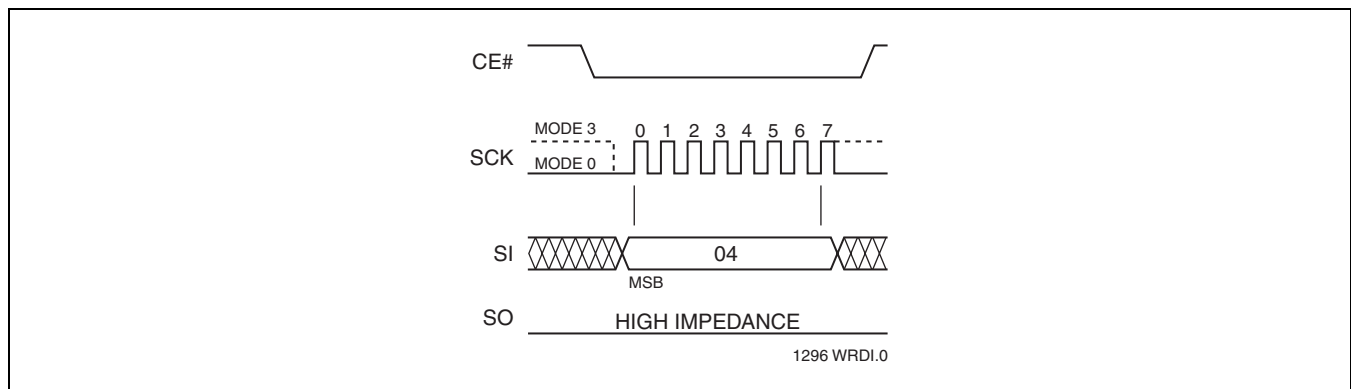 CE#
MODE 3
0 1 2 3 4 5 6 7
SCK
MODE 0
SI
04
MSB
SO
HIGH IMPEDANCE
1296 WRDI.0